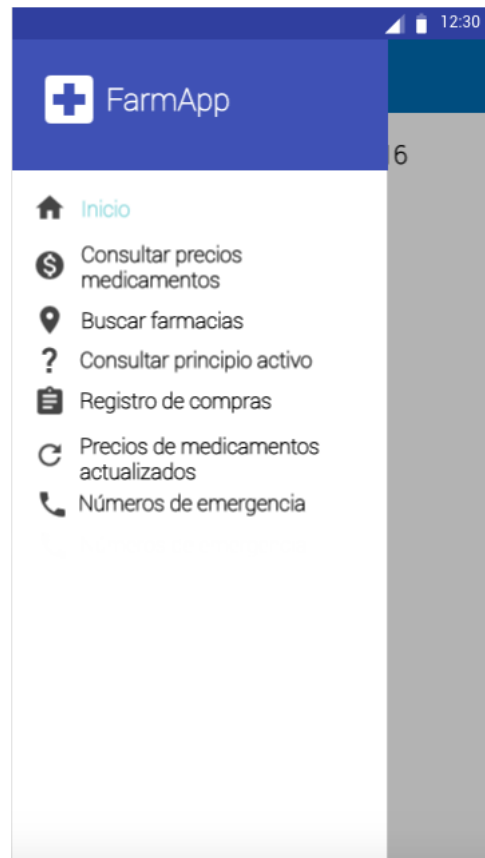 12:30
FarmApp
16
Inicio
Consultar precios
medicamentos
Buscar farmacias
? Consultar principio activo
Registro de compras
Precios de medicamentos
actualizados
Números de emergencia